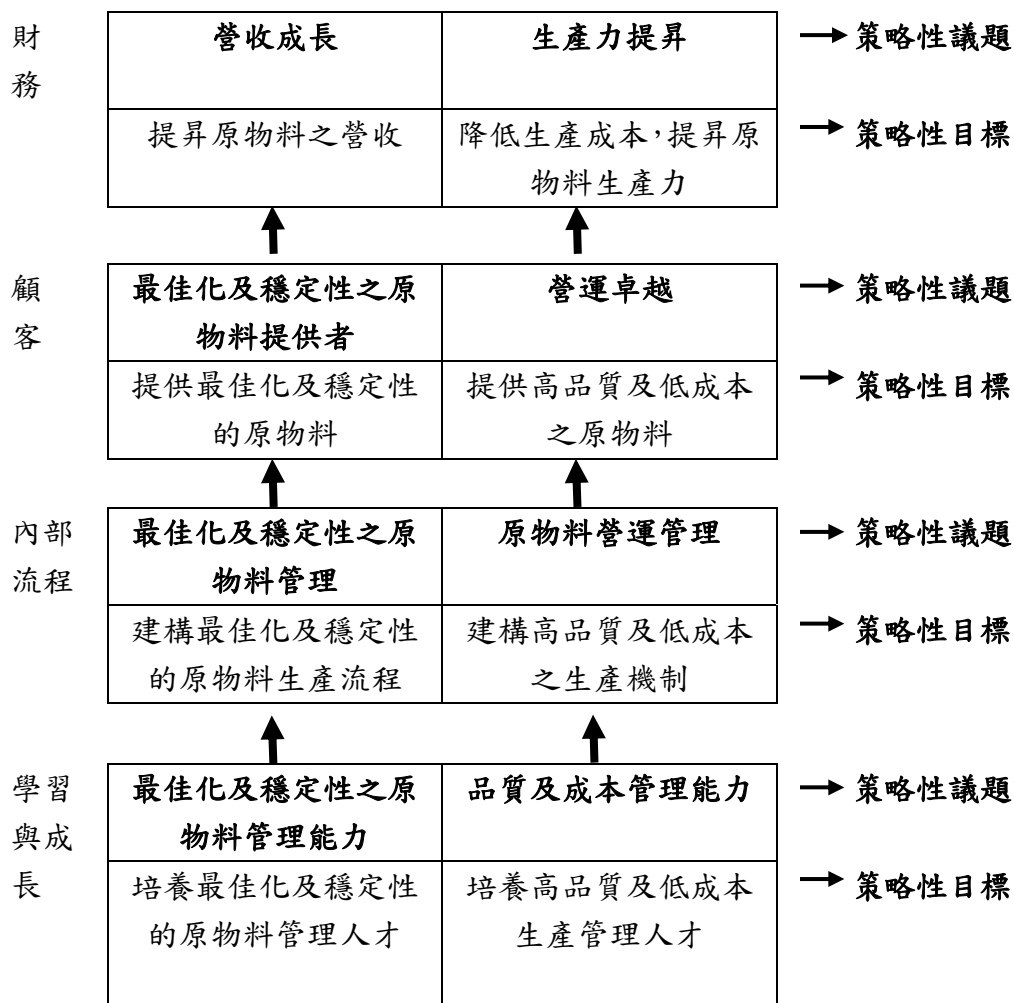 財 營收成長 生產力提昇 策略性議題
務
提昇原物料之營收 降低生產成本,提昇原 策略性目標
物料生產力
顧 最佳化及穩定性之原 營運卓越 策略性議題
客 物料提供者
提供最佳化及穩定性 提供高品質及低成本 策略性目標
的原物料 之原物料
內部 最佳化及穩定性之原 原物料營運管理 策略性議題
流程 物料管理
建構最佳化及穩定性 建構高品質及低成本 策略性目標
的原物料生產流程 之生產機制
學習 最佳化及穩定性之原 品質及成本管理能力 策略性議題
與成 物料管理能力
長 培養最佳化及穩定性 培養高品質及低成本 策略性目標
的原物料管理人才 生產管理人才